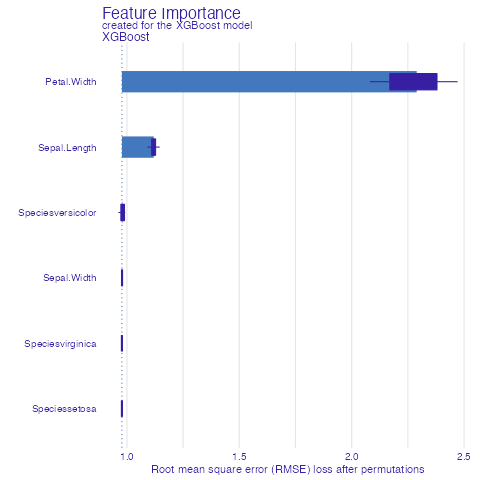 Feature Importance
created for the XGBoost model
XGBoost
Petal.Width
Sepal.Length
Speciesversicolor
Sepal.Width
Speciesvirginica
Speciessetosa
1.0 1.5 2.0 2.5
Root mean square error (RMSE) loss after permutations